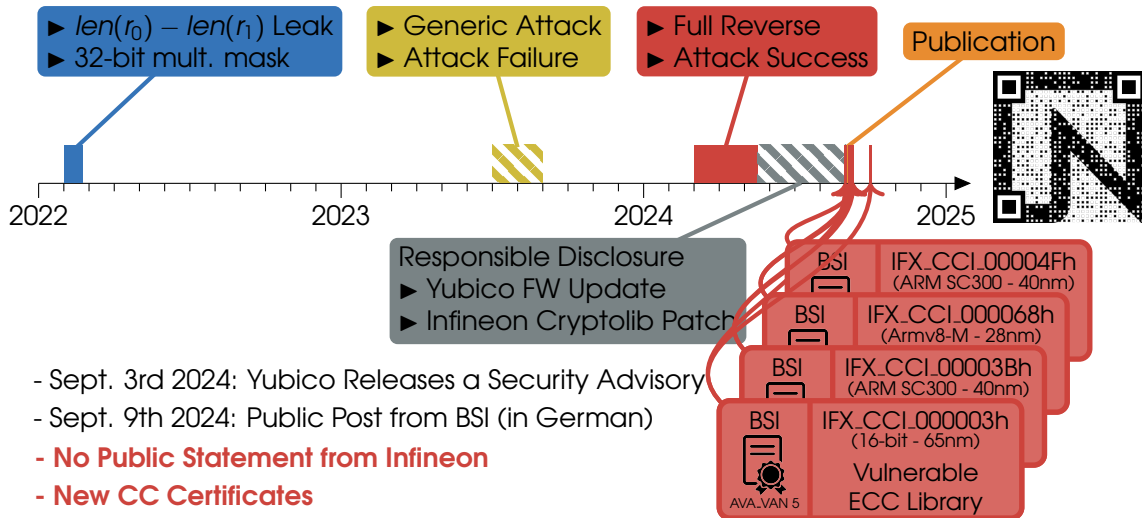 ► len(r₀) − len(r₁) Leak
► 32-bit mult. mask
► Generic Attack
► Attack Failure
► Full Reverse
► Attack Success
Publication
2022
2023
2024
2025
Responsible Disclosure
► Yubico FW Update
► Infineon Cryptolib Patch
BSI
IFX_CCI_00004Fh
(ARM SC300 - 40nm)
BSI
IFX_CCI_000068h
(Armv8-M - 28nm)
BSI
IFX_CCI_00003Bh
(ARM SC300 - 40nm)
BSI
IFX_CCI_000003h
(16-bit - 65nm)
Vulnerable
ECC Library
AVA_VAN 5
- Sept. 3rd 2024: Yubico Releases a Security Advisory
- Sept. 9th 2024: Public Post from BSI (in German)
- No Public Statement from Infineon
- New CC Certificates